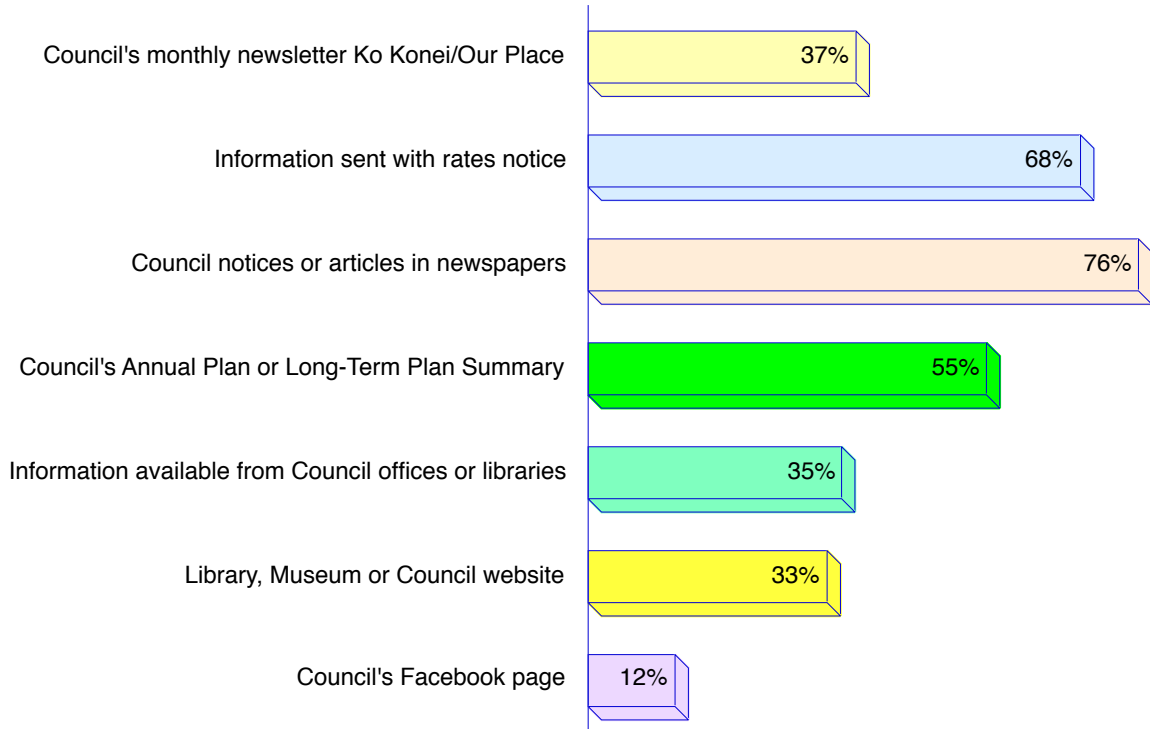 Council's monthly newsletter Ko Konei/Our Place 37%
Information sent with rates notice 68%
Council notices or articles in newspapers 76%
Council's Annual Plan or Long-Term Plan Summary 55%
Information available from Council offices or libraries 35%
Library, Museum or Council website 33%
Council's Facebook page 12%